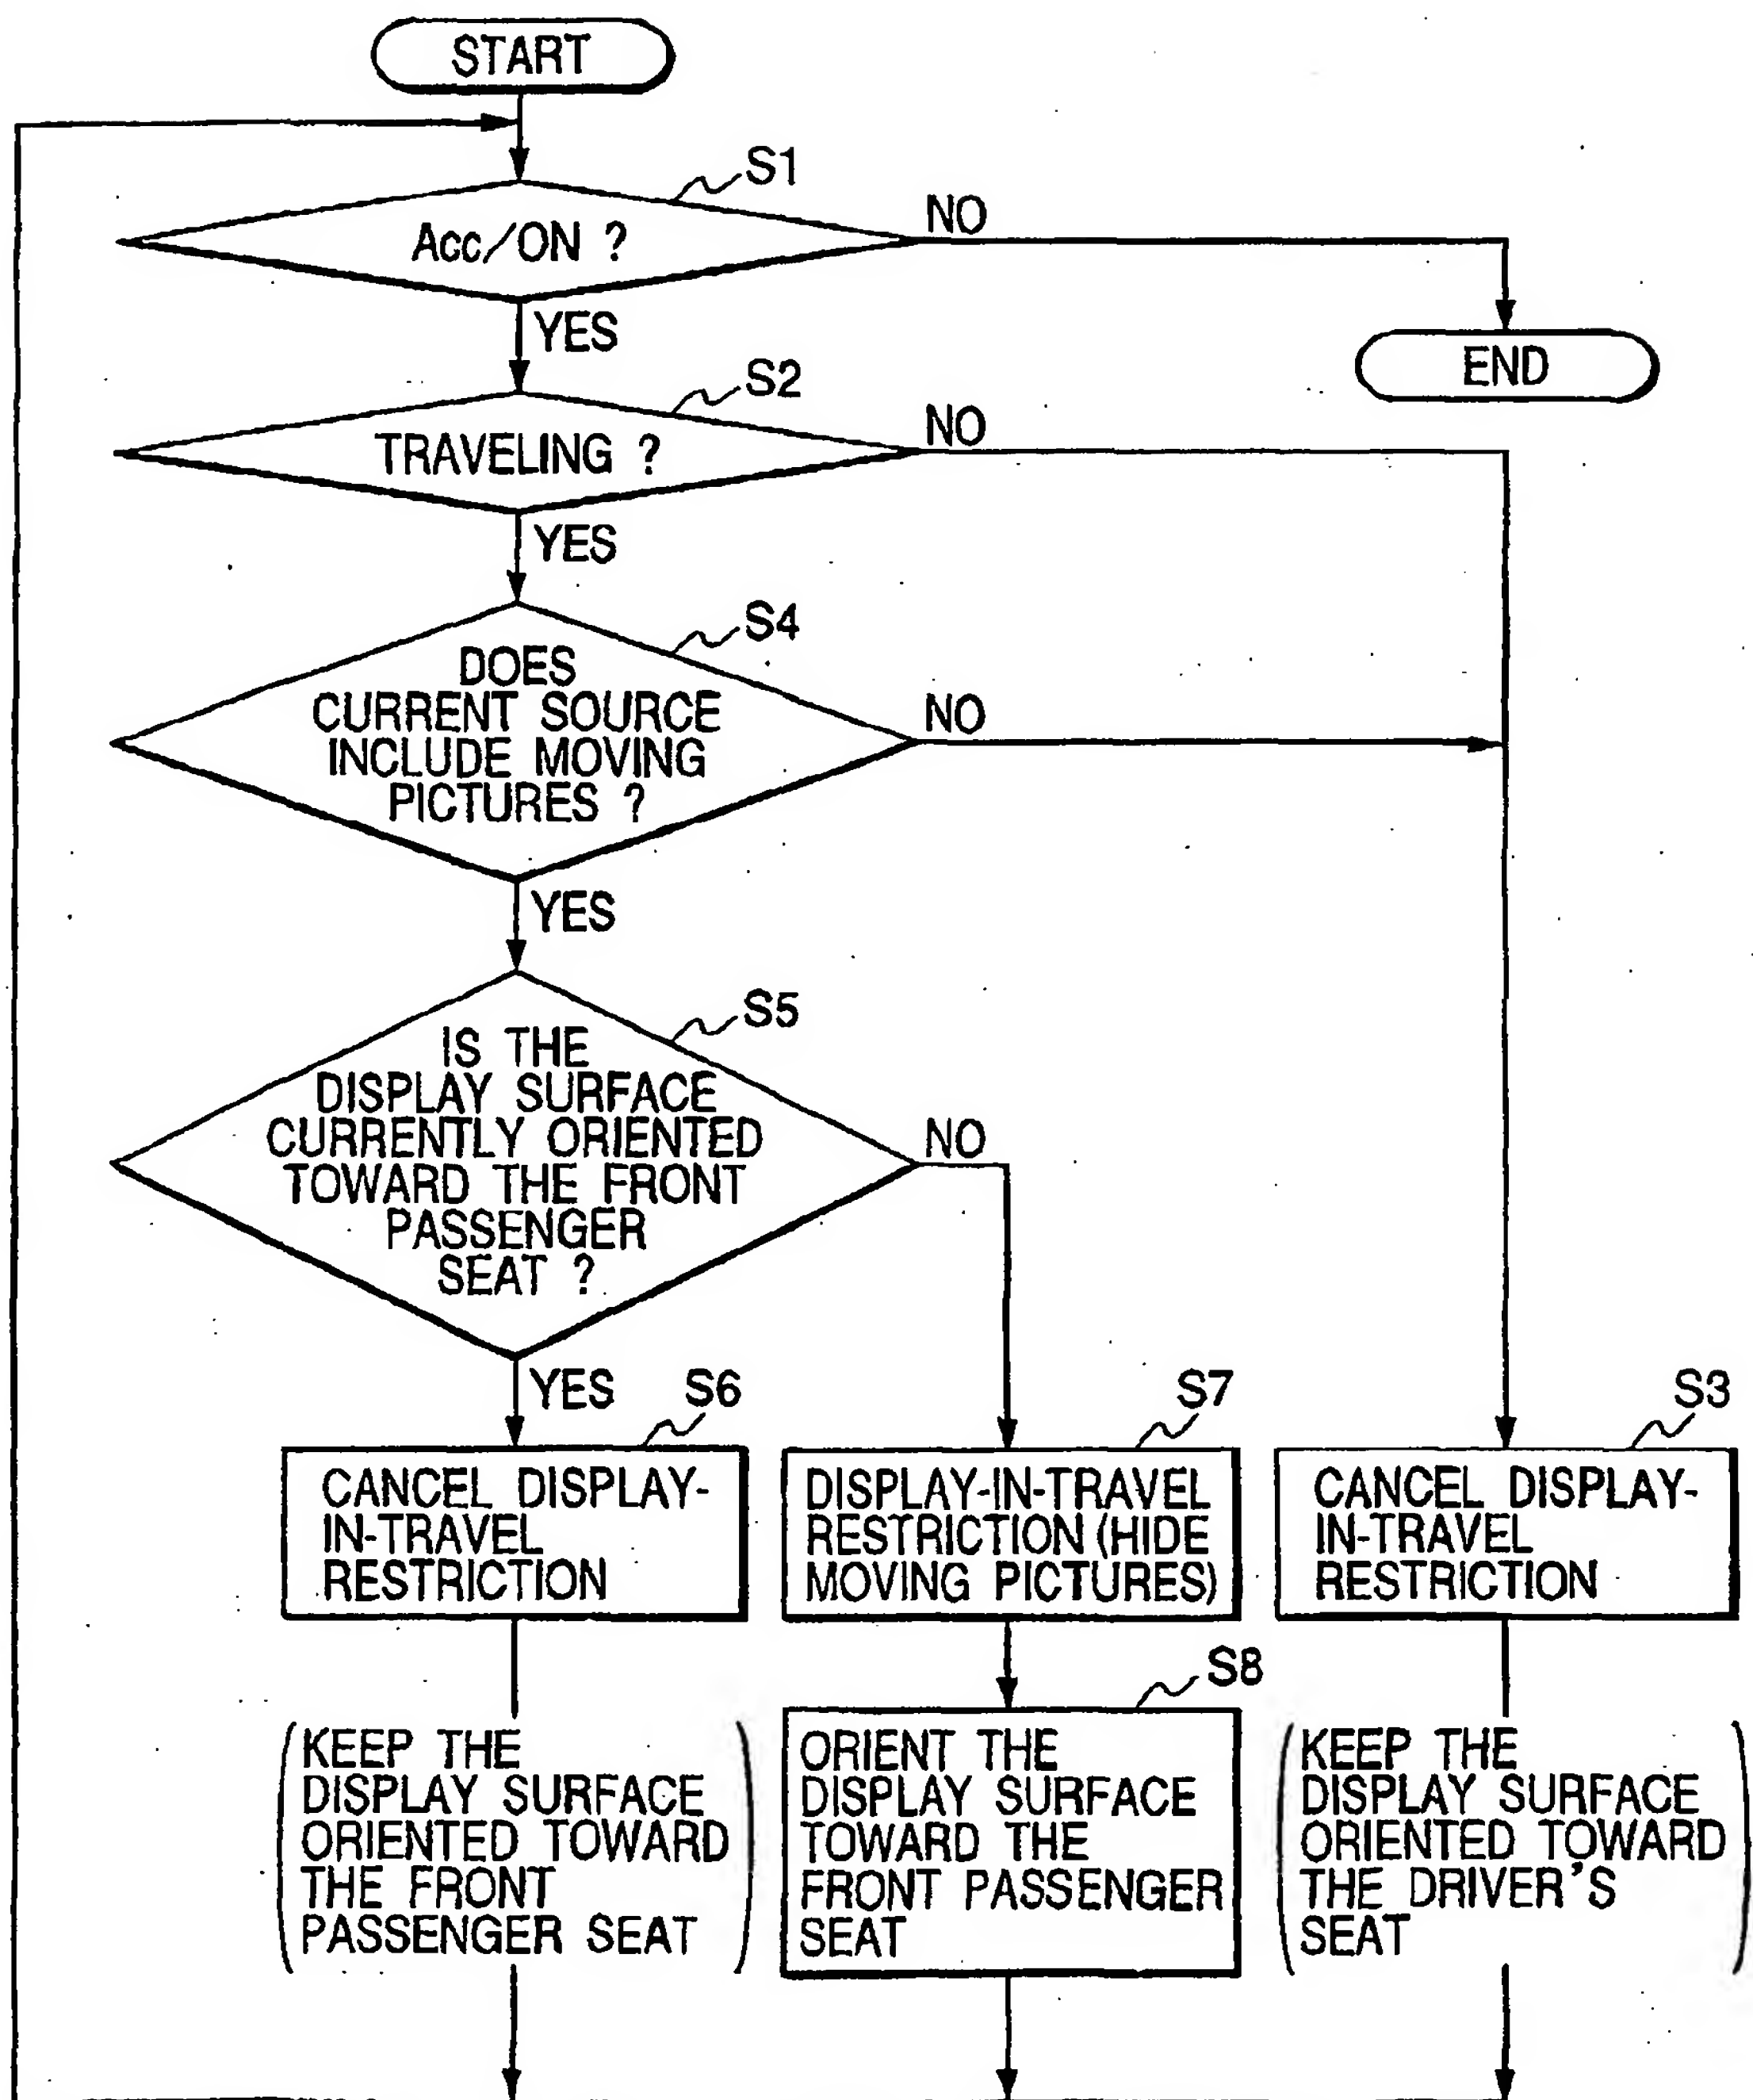 START
S1
Acc/ON ?
NO
YES
END
S2
TRAVELING ?
NO
YES
S4
DOES
CURRENT SOURCE
INCLUDE MOVING
PICTURES ?
NO
YES
S5
IS THE
DISPLAY SURFACE
CURRENTLY ORIENTED
TOWARD THE FRONT
PASSENGER
SEAT ?
NO
YES
S6
CANCEL DISPLAY-
IN-TRAVEL
RESTRICTION
S7
DISPLAY-IN-TRAVEL
RESTRICTION (HIDE
MOVING PICTURES)
S3
CANCEL DISPLAY-
IN-TRAVEL
RESTRICTION
(KEEP THE
DISPLAY SURFACE
ORIENTED TOWARD
THE FRONT
PASSENGER SEAT)
S8
ORIENT THE
DISPLAY SURFACE
TOWARD THE
FRONT PASSENGER
SEAT
(KEEP THE
DISPLAY SURFACE
ORIENTED TOWARD
THE DRIVER'S
SEAT)